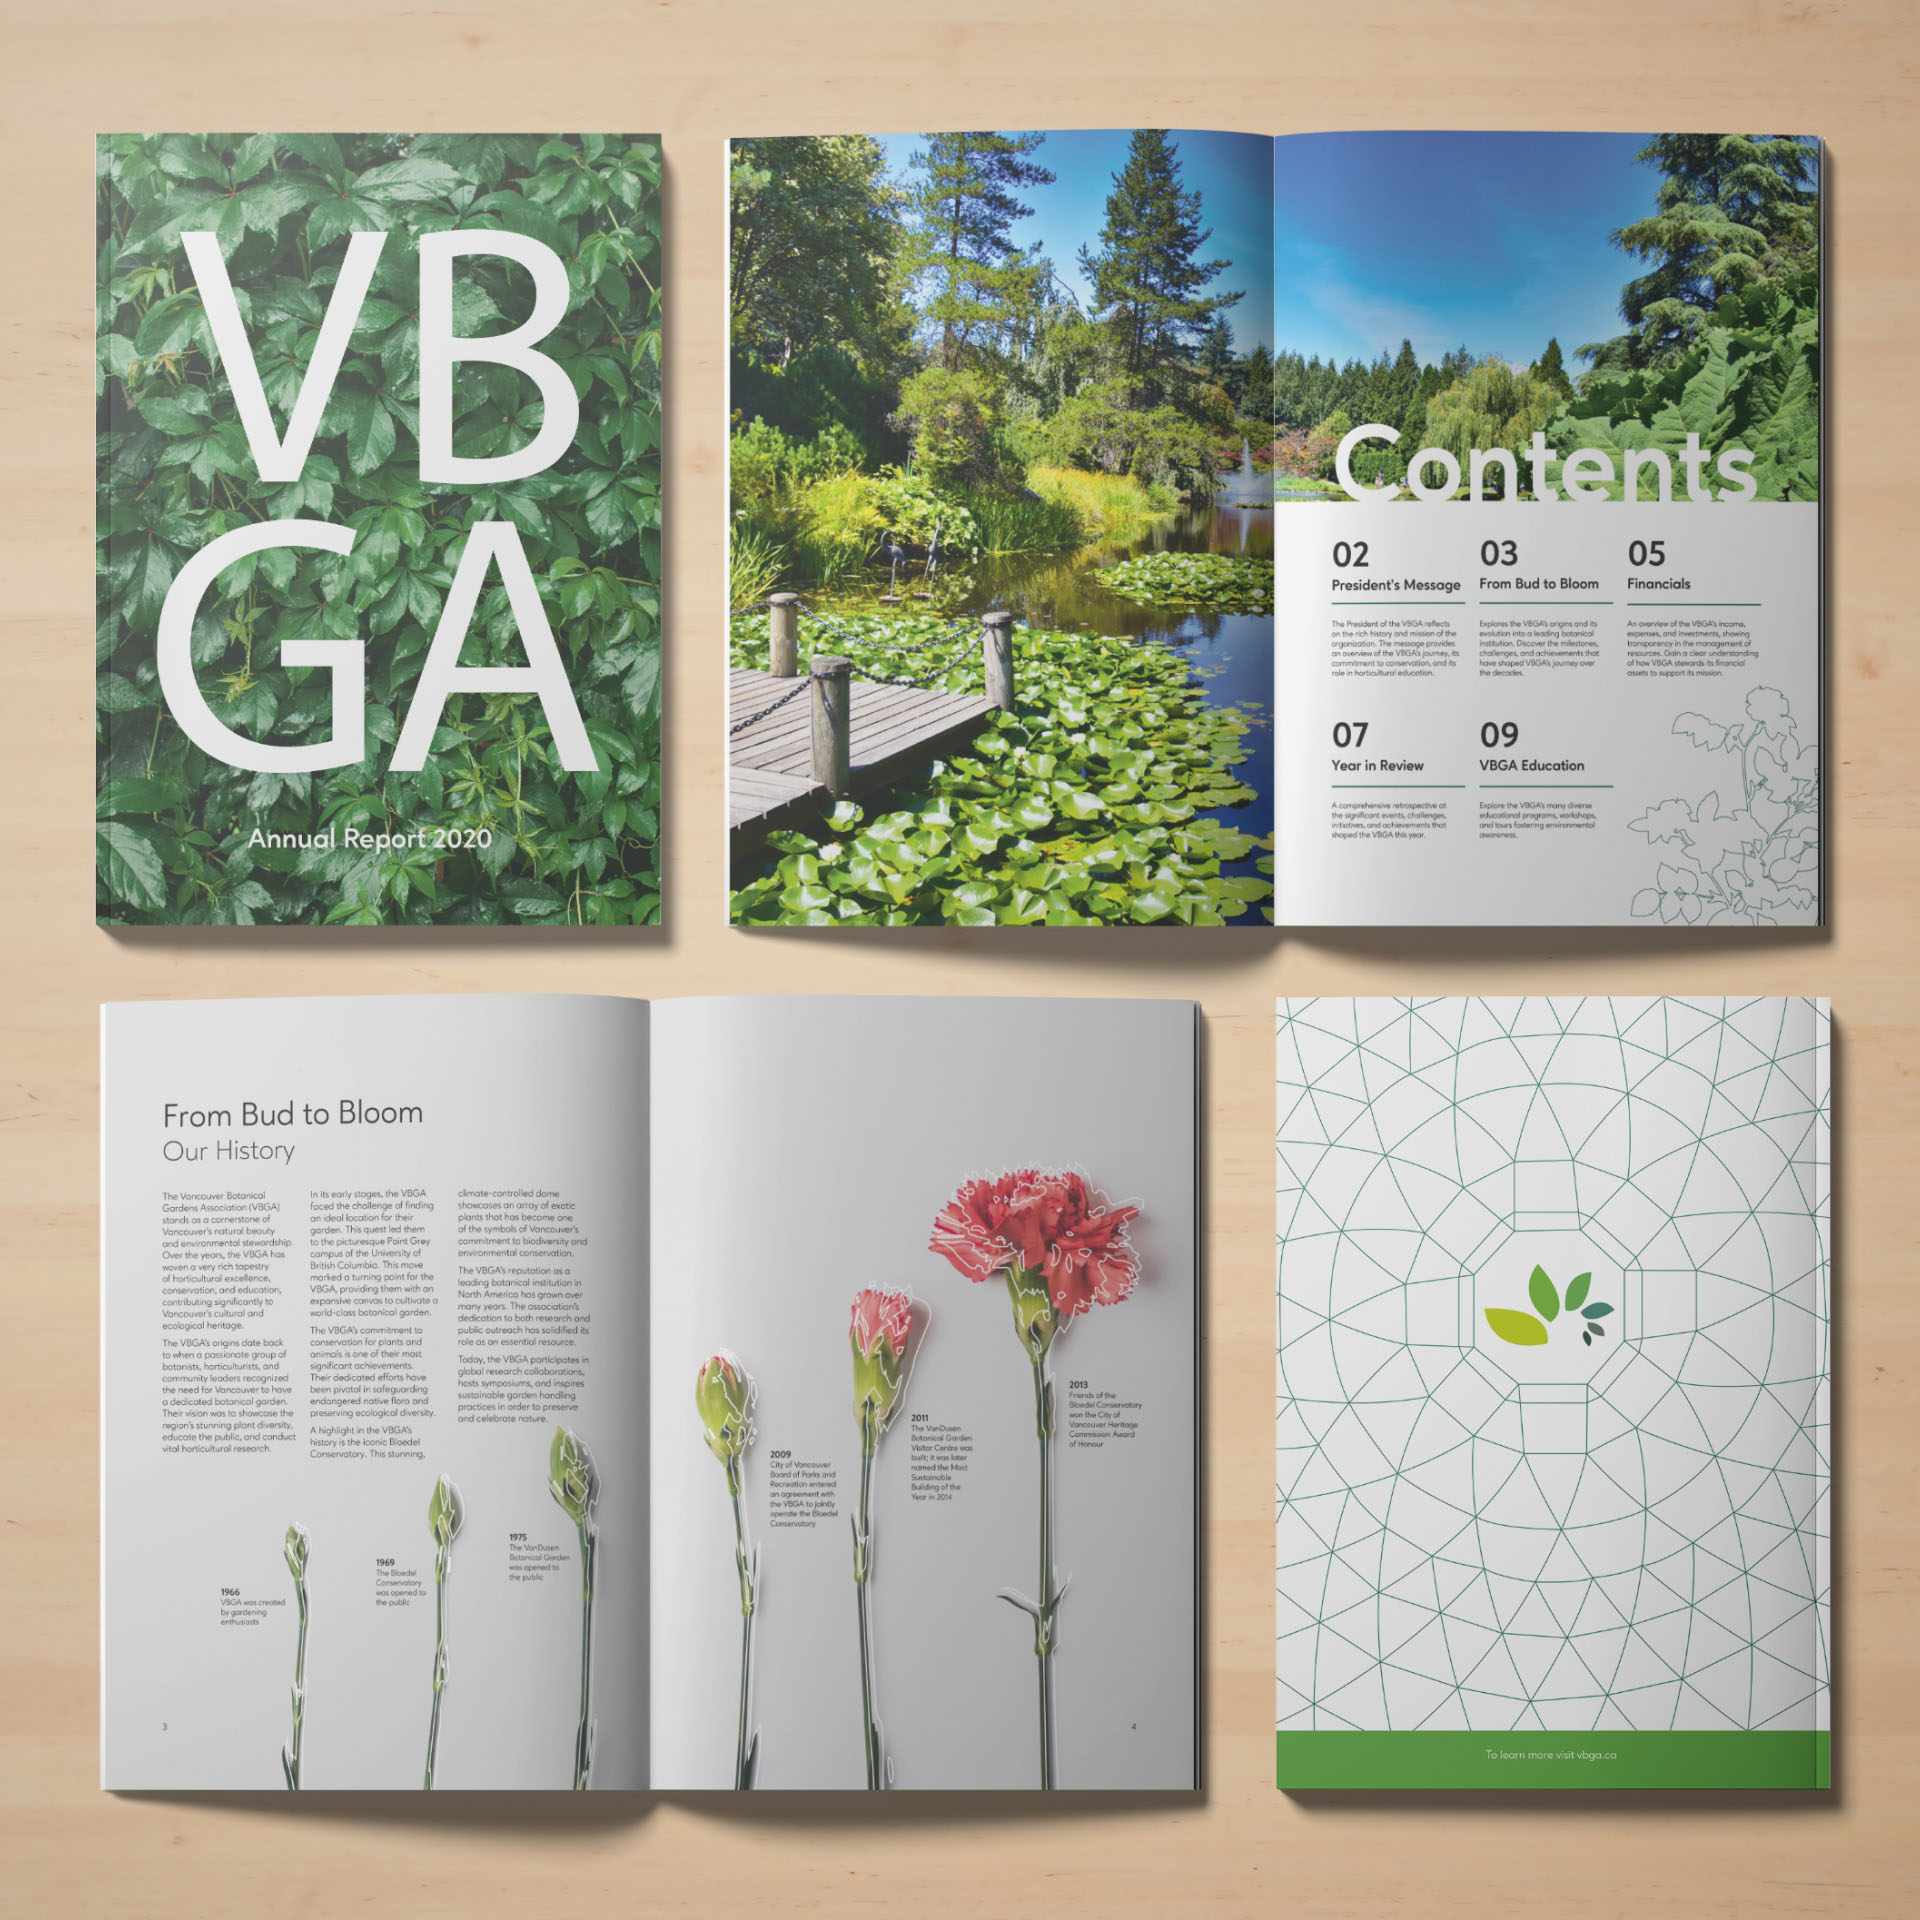 VB
GA
Annual Report 2020
Contents
02
President's Message
The President of the VBGA reflects
on the rich history and mission of the
organization. The message provides
an overview of the VBGA's journey, its
commitment to conservation, and its
role in horticultural education.
03
From Bud to Bloom
Explores the VBGA's origins and its
evolution into a leading botanical
institution. Discover the milestones,
challenges, and achievements that
have shaped VBGA's journey over
the decades.
05
Financials
An overview of the VBGA's income,
expenses, and investments, showing
transparency in the management of
resources. Gain a clear understanding
of how VBGA stewards its financial
assets to support its mission.
07
Year in Review
A comprehensive retrospective at
the significant events, challenges,
initiatives, and achievements that
shaped the VBGA this year.
09
VBGA Education
Explore the VBGA's many diverse
educational programs, workshops,
and tours fostering environmental
awareness.
From Bud to Bloom
Our History
The Vancouver Botanical
Gardens Association (VBGA)
stands as a cornerstone of
Vancouver's natural beauty
and environmental stewardship.
Over the years, the VBGA has
woven a very rich tapestry
of horticultural excellence,
conservation, and education,
contributing significantly to
Vancouver's cultural and
ecological heritage.
The VBGA's origins date back
to when a passionate group of
botanists, horticulturists, and
community leaders recognized
the need for Vancouver to have
a dedicated botanical garden.
Their vision was to showcase the
region's stunning plant diversity,
educate the public, and conduct
vital horticultural research.
In its early stages, the VBGA
faced the challenge of finding
an ideal location for their
garden. This quest led them
to the picturesque Point Grey
campus of the University of
British Columbia. This move
marked a turning point for the
VBGA, providing them with an
expansive canvas to cultivate a
world-class botanical garden.
The VBGA's commitment to
conservation for plants and
animals is one of their most
significant achievements.
Their dedicated efforts have
been pivotal in safeguarding
endangered native flora and
preserving ecological diversity.
A highlight in the VBGA's
history is the iconic Bloedel
Conservatory. This stunning,
climate-controlled dome
showcases an array of exotic
plants that has become one
of the symbols of Vancouver's
commitment to biodiversity and
environmental conservation.
The VBGA's reputation as a
leading botanical institution in
North America has grown over
many years. The association's
dedication to both research and
public outreach has solidified its
role as an essential resource.
Today, the VBGA participates in
global research collaborations,
hosts symposiums, and inspires
sustainable garden handling
practices in order to preserve
and celebrate nature.
1966
VBGA was created
by gardening
enthusiasts
1969
The Bloedel
Conservatory
was opened to
the public
1975
The VanDusen
Botanical Garden
was opened to
the public
2009
City of Vancouver
Board of Parks and
Recreation entered
an agreement with
the VBGA to jointly
operate the Bloedel
Conservatory
2011
The VanDusen
Botanical Garden
Visitor Centre was
built; it was later
named the Most
Sustainable
Building of the
Year in 2014
2013
Friends of the
Bloedel Conservatory
won the City of
Vancouver Heritage
Commission Award
of Honour
3
4
To learn more visit vbga.ca